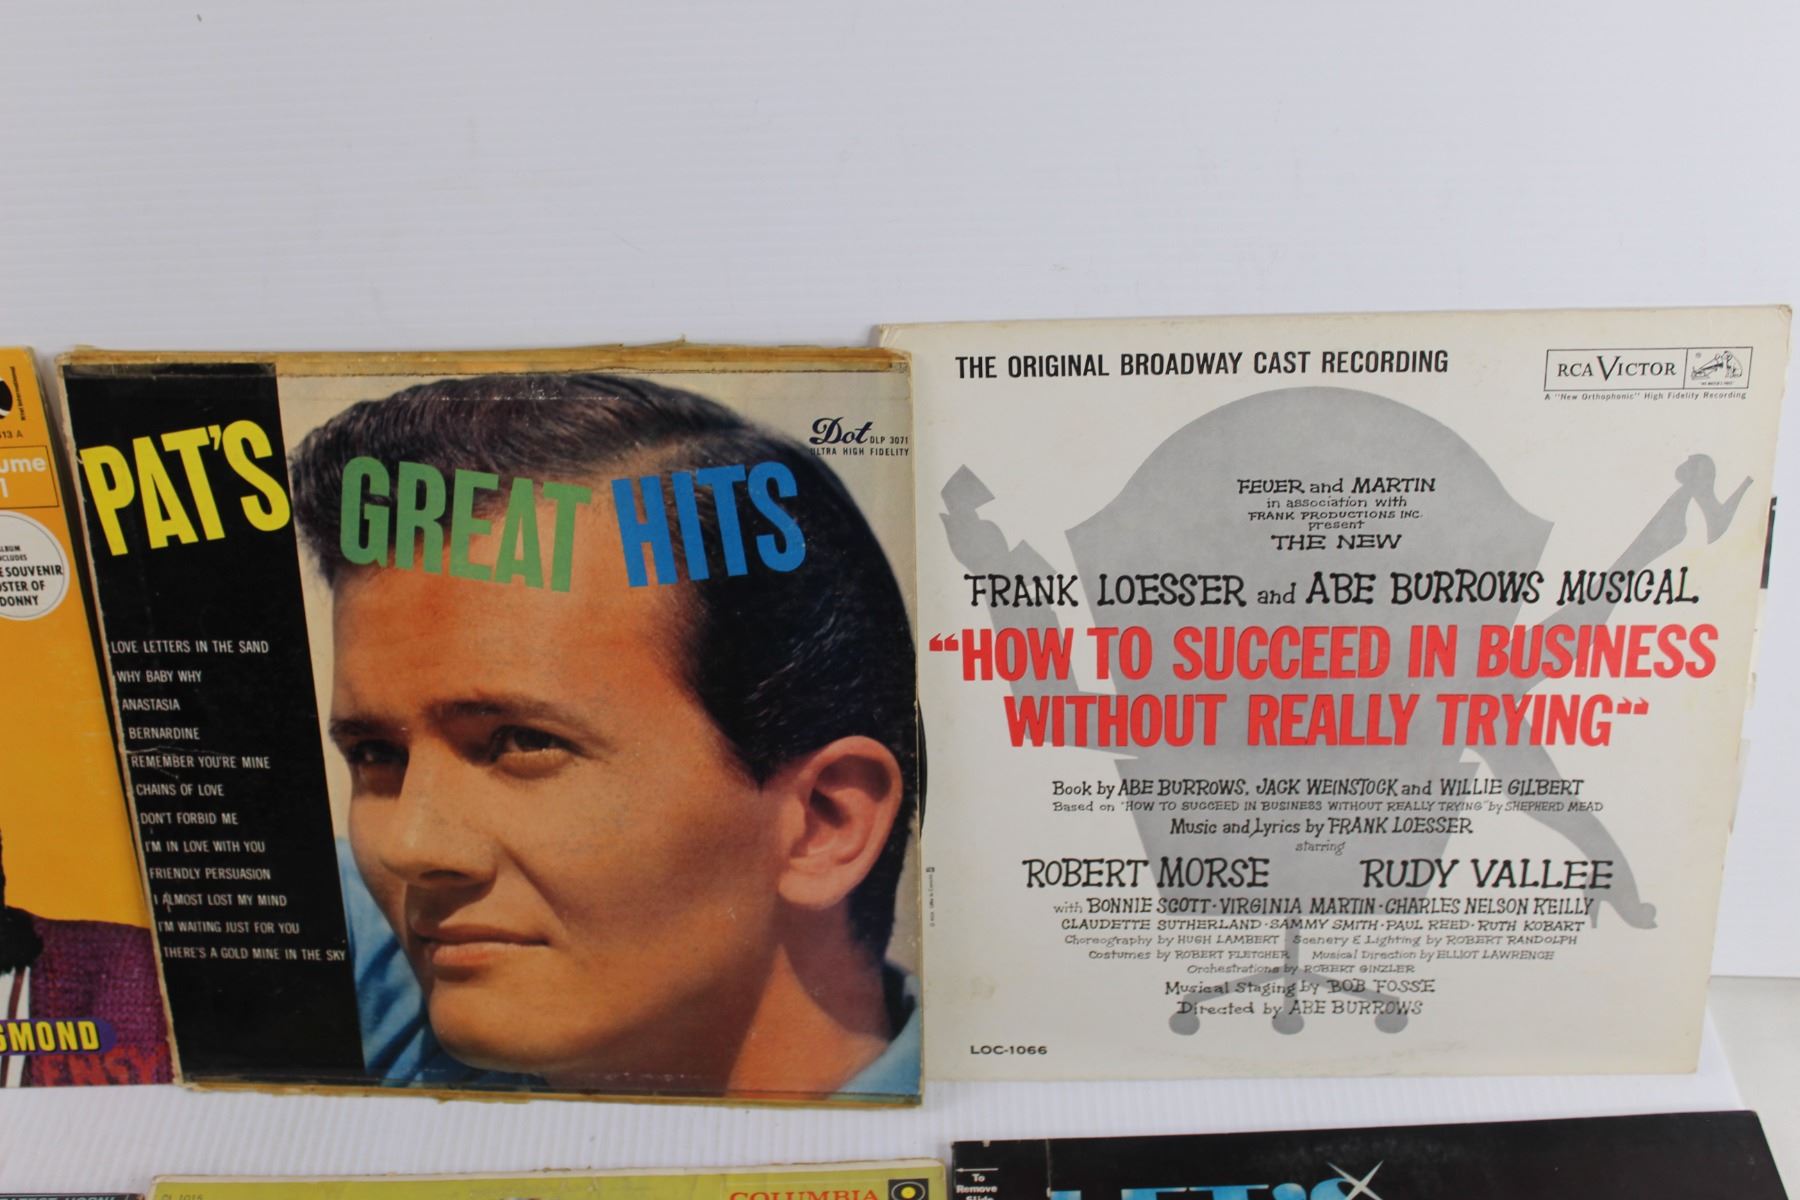 613 A
ume
1
ALBUM
INCLUDES
SOUVENIR
OSTER OF
DONNY
SMOND
PAT'S
GREAT HITS
Dot DLP 3071
ULTRA HIGH FIDELITY
LOVE LETTERS IN THE SAND
WHY BABY WHY
ANASTASIA
BERNARDINE
REMEMBER YOU'RE MINE
CHAINS OF LOVE
DON'T FORBID ME
I'M IN LOVE WITH YOU
FRIENDLY PERSUASION
I ALMOST LOST MY MIND
I'M WAITING JUST FOR YOU
THERE'S A GOLD MINE IN THE SKY
THE ORIGINAL BROADWAY CAST RECORDING
RCA VICTOR
A "New Orthophonic" High Fidelity Recording
FEUER and MARTIN
in association with
FRANK PRODUCTIONS INC.
present
THE NEW
FRANK LOESSER and ABE BURROWS MUSICAL
"HOW TO SUCCEED IN BUSINESS
WITHOUT REALLY TRYING"
Book by ABE BURROWS, JACK WEINSTOCK and WILLIE GILBERT
Based on "HOW TO SUCCEED IN BUSINESS WITHOUT REALLY TRYING" by SHEPHERD MEAD
Music and Lyrics by FRANK LOESSER
starring
ROBERT MORSE RUDY VALLEE
with BONNIE SCOTT · VIRGINIA MARTIN · CHARLES NELSON REILLY
CLAUDETTE SUTHERLAND · SAMMY SMITH · PAUL REED · RUTH KOBART
Choreography by HUGH LAMBERT Scenery & Lighting by ROBERT RANDOLPH
Costumes by ROBERT FLETCHER Musical Direction by ELLIOT LAWRENCE
Orchestrations by ROBERT GINZLER
Musical Staging by BOB FOSSE
Directed by ABE BURROWS
LOC-1066
CL 1016
COLUMBIA
To
Remove
Slide
LET'S